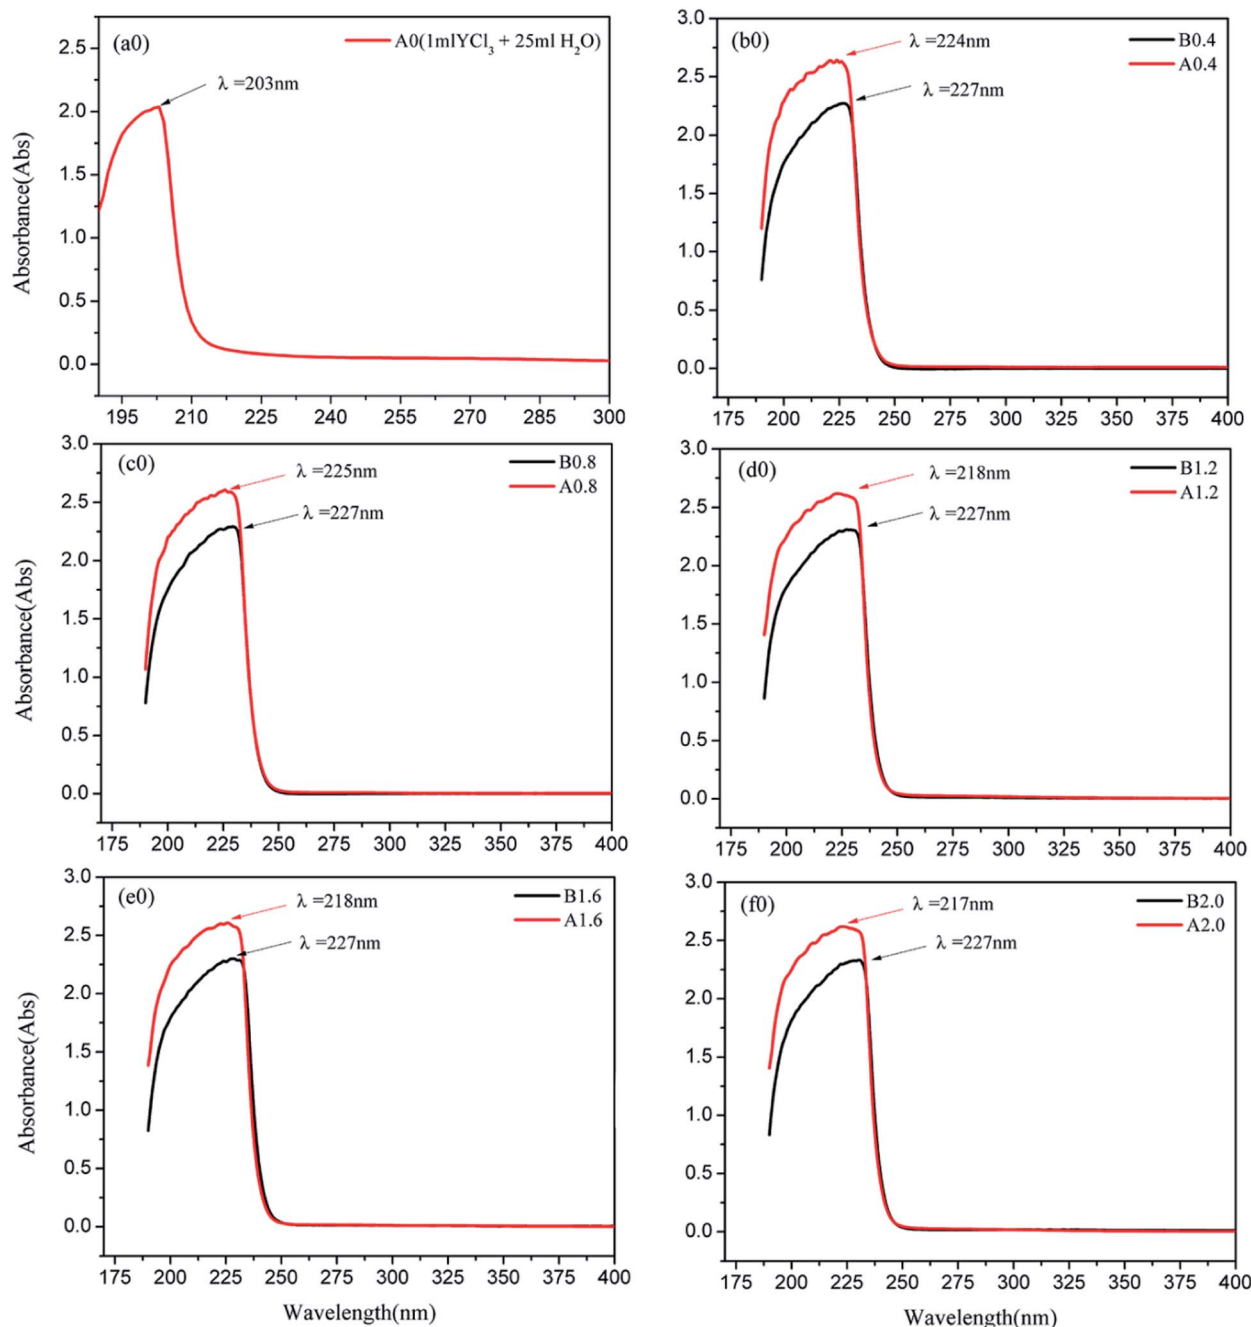 (a0)
A0(1mlYCl₃ + 25ml H₂O)
λ =203nm
2.5
2.0
1.5
1.0
0.5
0.0
195 210 225 240 255 270 285 300
Absorbance(Abs)
(b0)
B0.4
A0.4
λ =224nm
λ =227nm
3.0
2.5
2.0
1.5
1.0
0.5
0.0
175 200 225 250 275 300 325 350 375 400
(c0)
B0.8
A0.8
λ =225nm
λ =227nm
3.0
2.5
2.0
1.5
1.0
0.5
0.0
175 200 225 250 275 300 325 350 375 400
Absorbance(Abs)
(d0)
B1.2
A1.2
λ =218nm
λ =227nm
3.0
2.5
2.0
1.5
1.0
0.5
0.0
175 200 225 250 275 300 325 350 375 400
(e0)
B1.6
A1.6
λ =218nm
λ =227nm
3.0
2.5
2.0
1.5
1.0
0.5
0.0
175 200 225 250 275 300 325 350 375 400
Absorbance(Abs)
Wavelength(nm)
(f0)
B2.0
A2.0
λ =217nm
λ =227nm
3.0
2.5
2.0
1.5
1.0
0.5
0.0
175 200 225 250 275 300 325 350 375 400
Wavelength(nm)